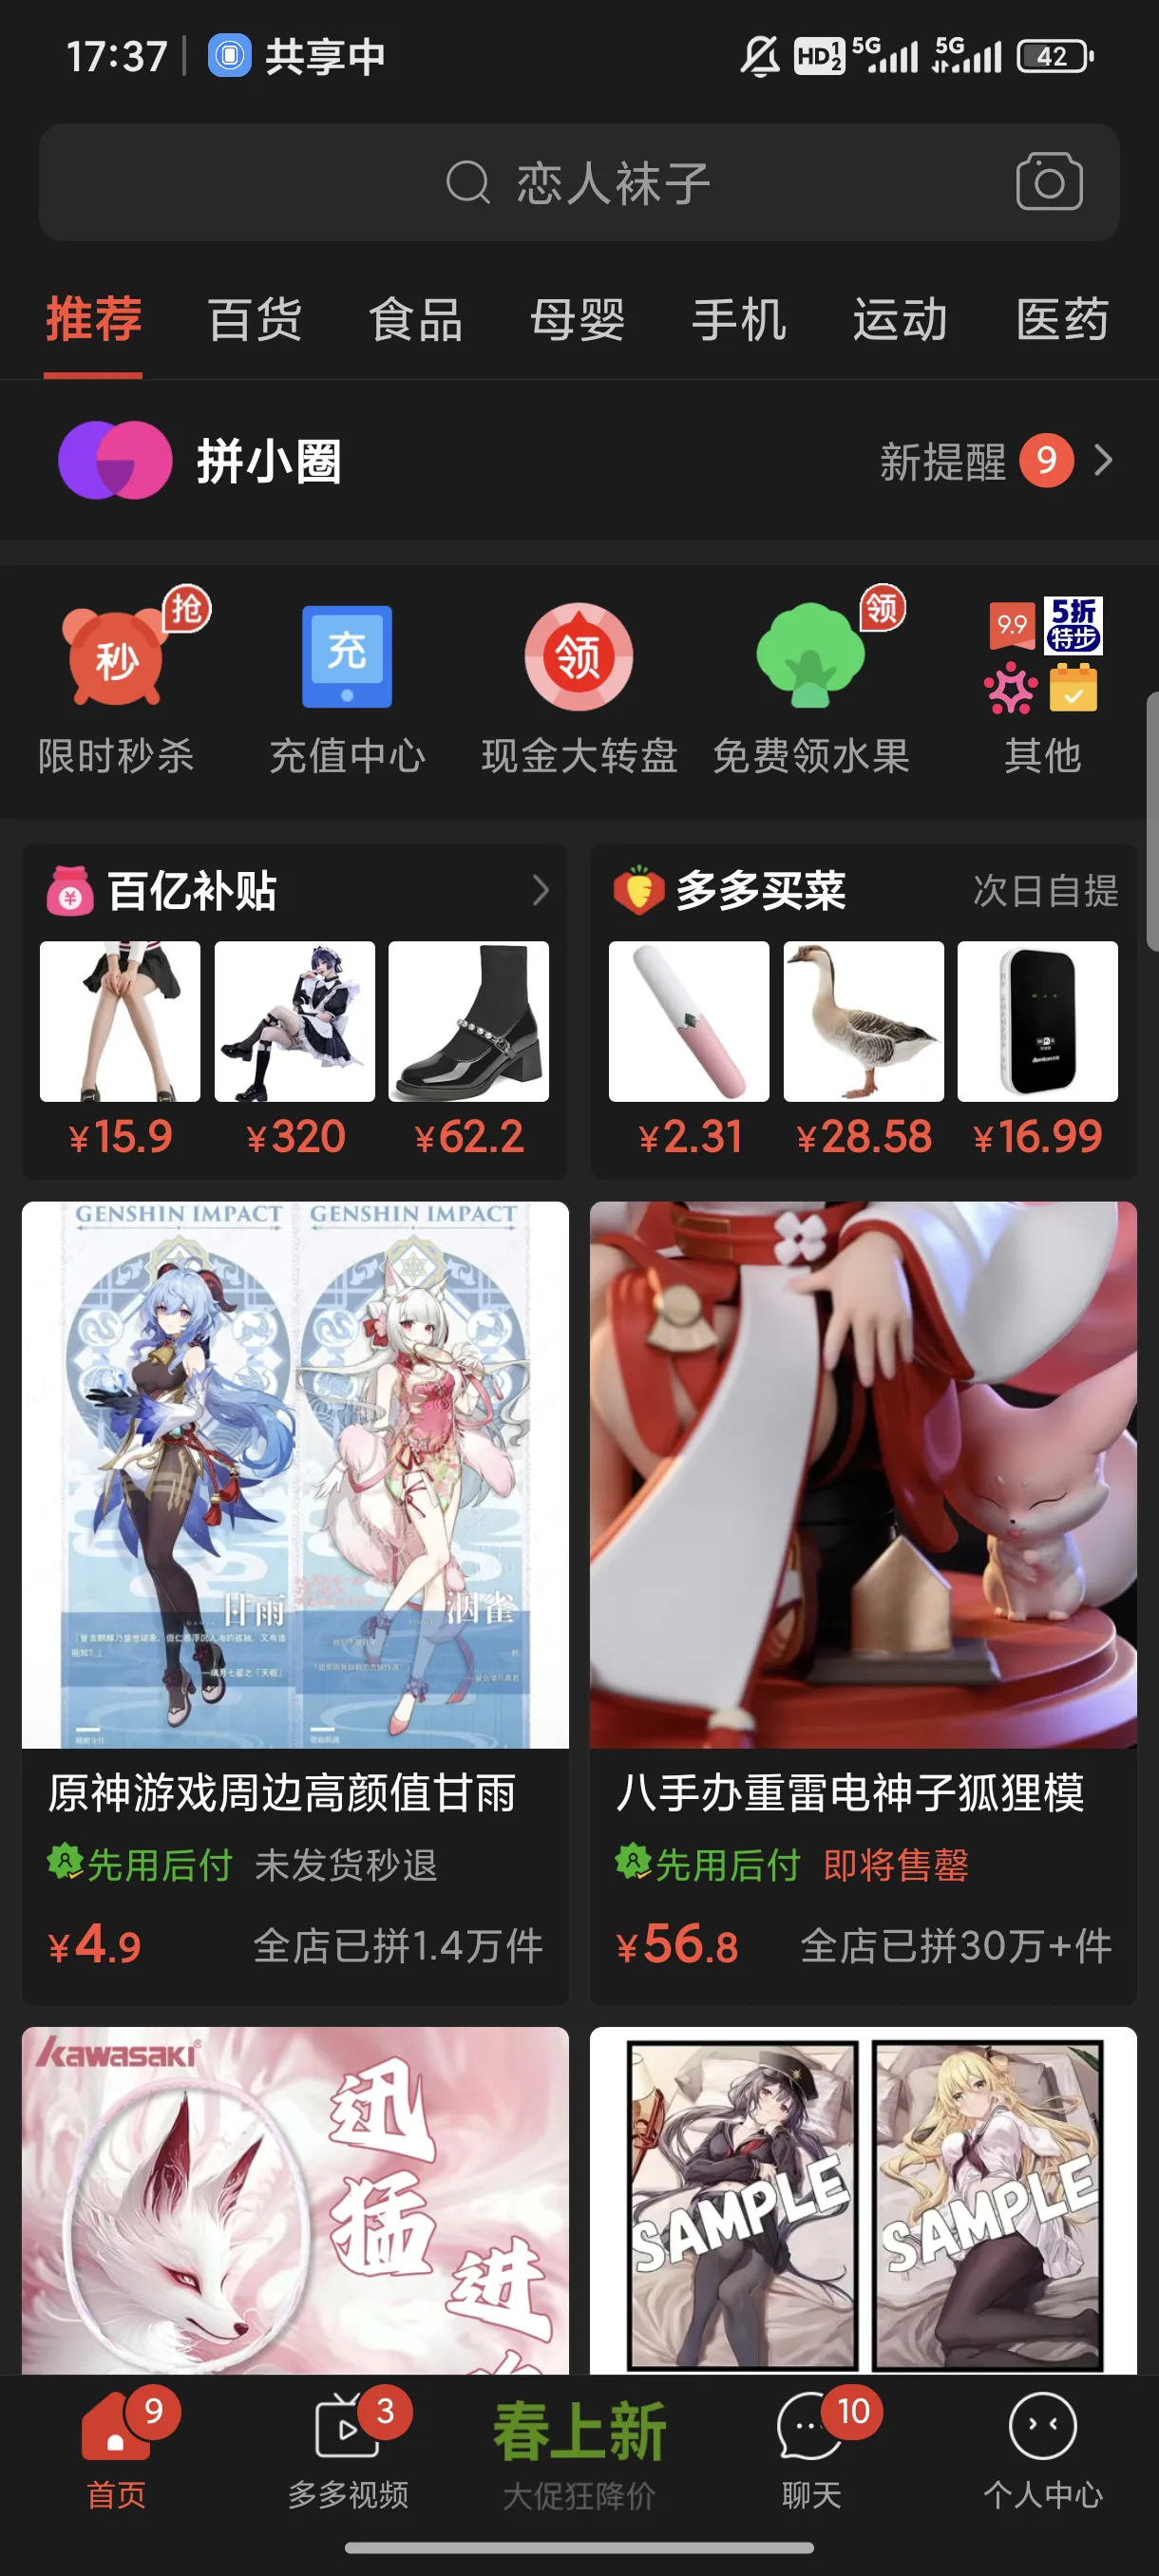 17:37 共享中 HD 1 2 5G 5G 42
恋人袜子
推荐 百货 食品 母婴 手机 运动 医药
拼小圈 新提醒 9
抢 领
秒 充 领 9.9 5折 特步
限时秒杀 充值中心 现金大转盘 免费领水果 其他
百亿补贴
¥15.9 ¥320 ¥62.2
多多买菜 次日自提
¥2.31 ¥28.58 ¥16.99
GENSHIN IMPACT GENSHIN IMPACT
甘雨 洇雀
原神游戏周边高颜值甘雨
先用后付 未发货秒退
¥4.9 全店已拼1.4万件
八手办重雷电神子狐狸模
先用后付 即将售罄
¥56.8 全店已拼30万+件
Kawasaki
迅
猛
进
SAMPLE SAMPLE
9 3 春上新 10
首页 多多视频 大促狂降价 聊天 个人中心